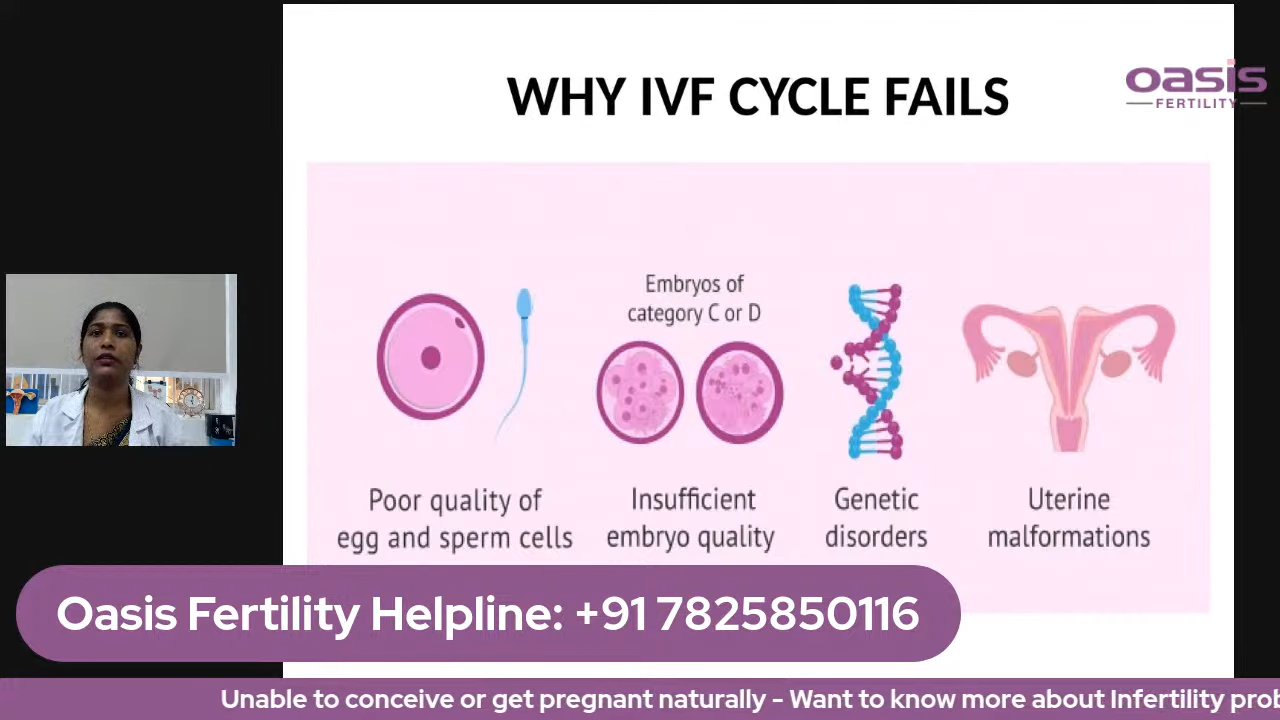 WHY IVF CYCLE FAILS
oasis
FERTILITY
Embryos of
category C or D
Poor quality of
egg and sperm cells
Insufficient
embryo quality
Genetic
disorders
Uterine
malformations
Oasis Fertility Helpline: +91 7825850116
Unable to conceive or get pregnant naturally - Want to know more about Infertility